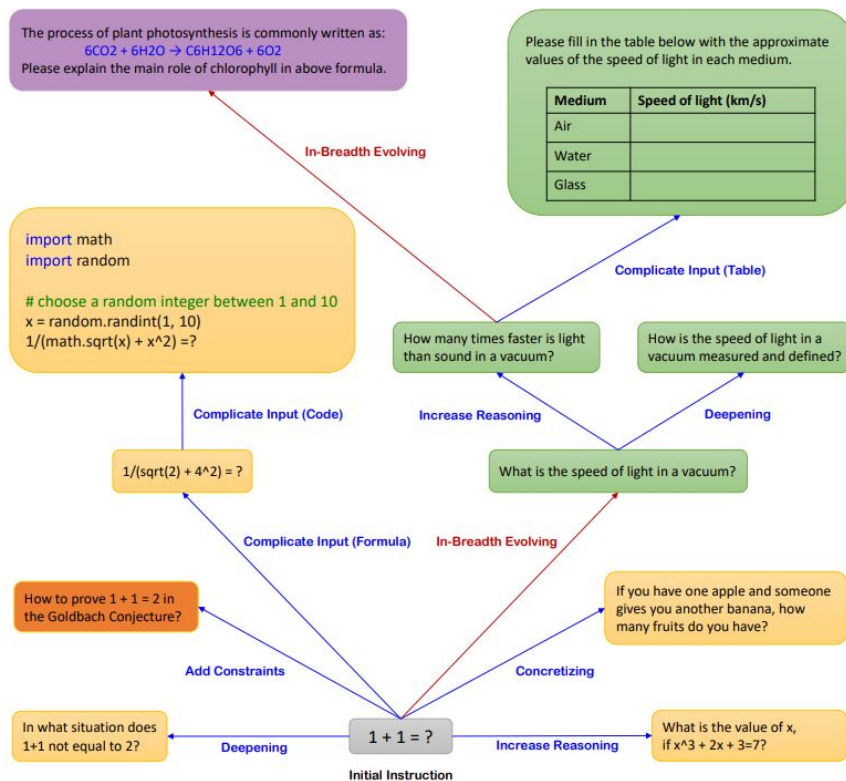 The process of plant photosynthesis is commonly written as:
6CO2 + 6H2O → C6H12O6 + 6O2
Please explain the main role of chlorophyll in above formula.
Please fill in the table below with the approximate
values of the speed of light in each medium.
Medium Speed of light (km/s)
Air
Water
Glass
In-Breadth Evolving
import math
import random
# choose a random integer between 1 and 10
x = random.randint(1, 10)
1/(math.sqrt(x) + x^2) =?
Complicate Input (Table)
How many times faster is light
than sound in a vacuum?
How is the speed of light in a
vacuum measured and defined?
Complicate Input (Code)
Increase Reasoning
Deepening
1/(sqrt(2) + 4^2) = ?
What is the speed of light in a vacuum?
Complicate Input (Formula)
In-Breadth Evolving
How to prove 1 + 1 = 2 in
the Goldbach Conjecture?
If you have one apple and someone
gives you another banana, how
many fruits do you have?
Add Constraints
Concretizing
In what situation does
1+1 not equal to 2?
Deepening
1 + 1 = ?
Increase Reasoning
What is the value of x,
if x^3 + 2x + 3=7?
Initial Instruction